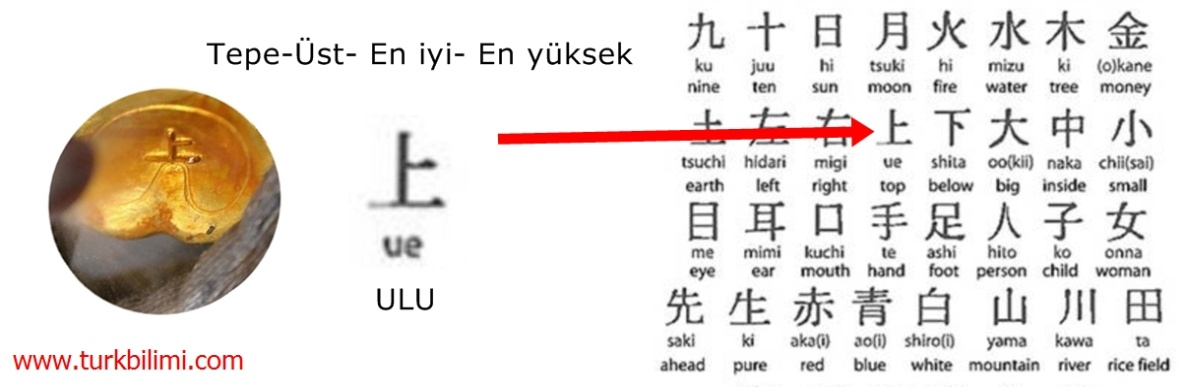 Tepe-Üst- En iyi- En yüksek
上
上
ue
ULU
www.turkbilimi.com
九 十 日 月 火 水 木 金
ku juu hi tsuki hi mizu ki (o)kane
nine ten sun moon fire water tree money
土 左 右 上 下 大 中 小
tsuchi hidari migi ue shita oo(kii) naka chii(sai)
earth left right top below big inside small
目 耳 口 手 足 人 子 女
me mimi kuchi te ashi hito ko onna
eye ear mouth hand foot person child woman
先 生 赤 青 白 山 川 田
saki ki aka(i) ao(i) shiro(i) yama kawa ta
ahead pure red blue white mountain river rice field